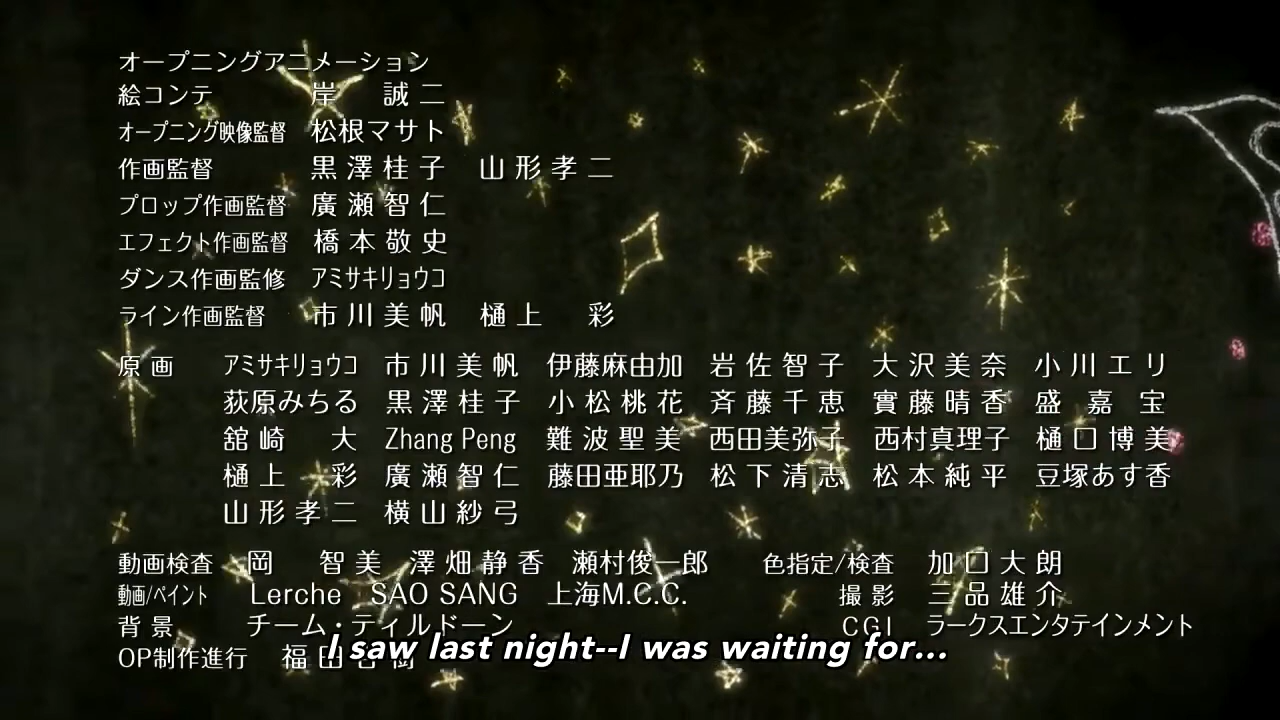 オープニングアニメーション
絵コンテ 岸 誠二
オープニング映像監督 松根マサト
作画監督 黒澤桂子 山形孝二
プロップ作画監督 廣瀬智仁
エフェクト作画監督 橋本敬史
ダンス作画監修 アミサキリョウコ
ライン作画監督 市川美帆 樋上 彩
原画 アミサキリョウコ 市川美帆 伊藤麻由加 岩佐智子 大沢美奈 小川エリ
荻原みちる 黒澤桂子 小松桃花 斉藤千恵 實藤晴香 盛嘉宝
舘崎 大 Zhang Peng 難波聖美 西田美弥子 西村真理子 樋口博美
樋上 彩 廣瀬智仁 藤田亜耶乃 松下清志 松本純平 豆塚あす香
山形孝二 横山紗弓
動画検査 岡 智美 澤畑静香 瀬村俊一郎 色指定/検査 加口大朗
動画/ペイント Lerche SAO SANG 上海M.C.C. 撮影 三品雄介
背景 チーム・ティルドーン CGI ラークスエンタテインメント
OP制作進行 福田
I saw last night--I was waiting for...